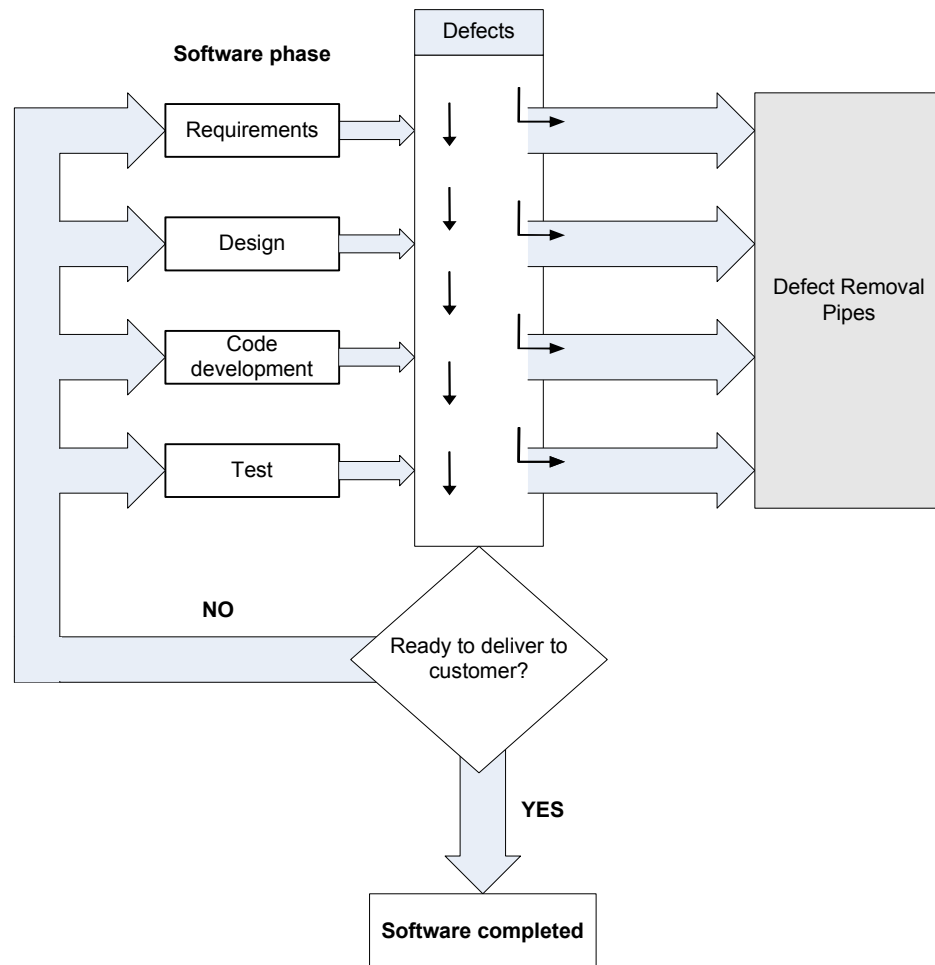 Defects
Software phase
Requirements
Design
Code
development
Test
Defect Removal
Pipes
NO
Ready to deliver to
customer?
YES
Software completed